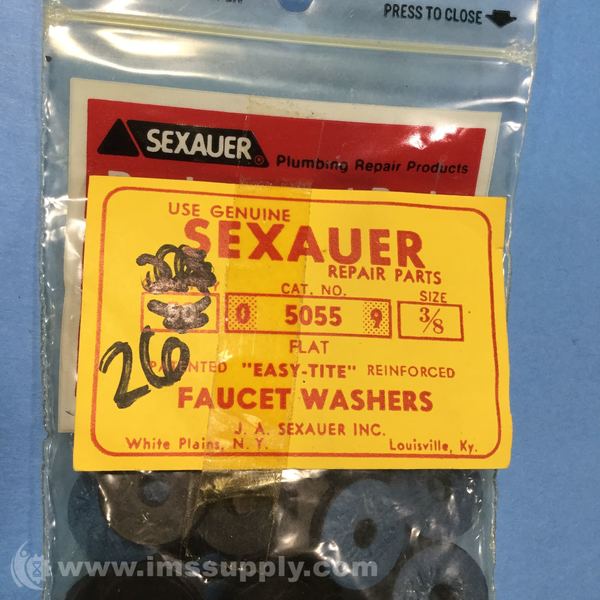 PRESS TO CLOSE
SEXAUER
Plumbing Repair Products
USE GENUINE
SEXAUER
REPAIR PARTS
CAT. NO.
SIZE
0 5055 9
3/8
FLAT
PATENTED "EASY-TITE" REINFORCED
26
FAUCET WASHERS
J. A. SEXAUER INC.
White Plains, N. Y.
Louisville, Ky.
www.imssupply.com